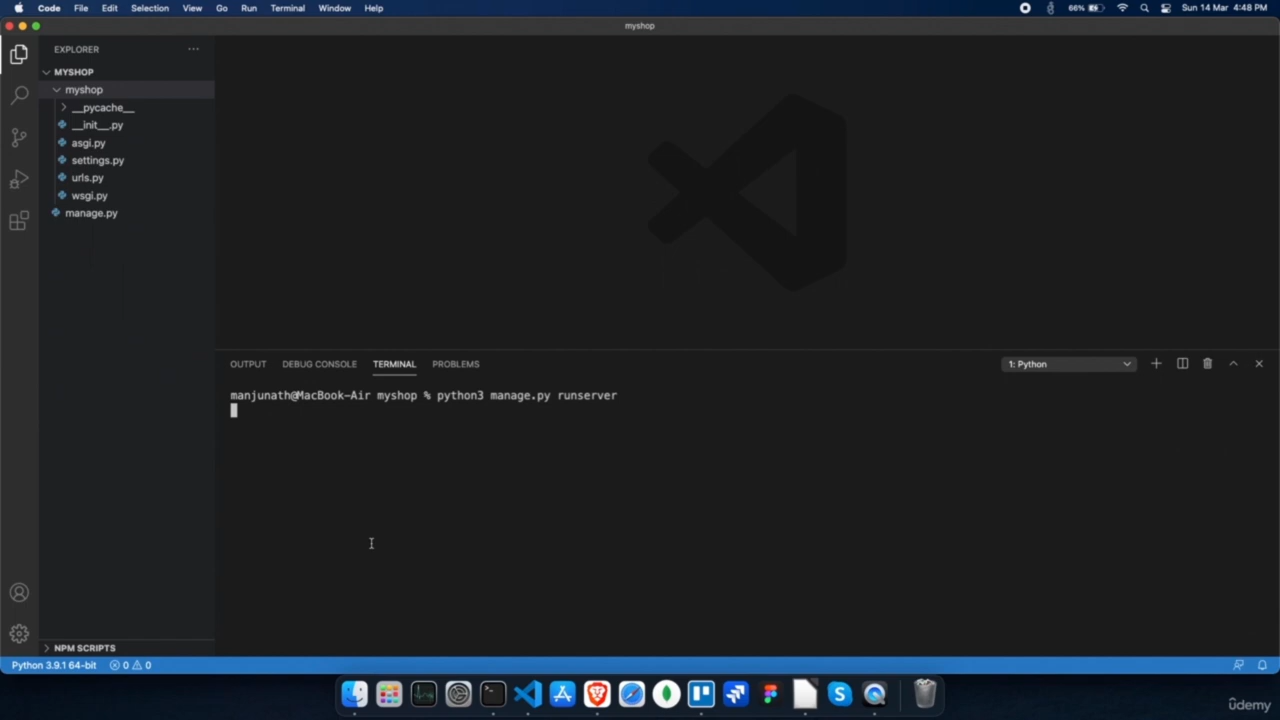 Code File Edit Selection View Go Run Terminal Window Help 66% Sun 14 Mar 4:48 PM
myshop
EXPLORER
MYSHOP
myshop
__pycache__
__init__.py
asgi.py
settings.py
urls.py
wsgi.py
manage.py
OUTPUT DEBUG CONSOLE TERMINAL PROBLEMS 1: Python
manjunath@MacBook-Air myshop % python3 manage.py runserver
NPM SCRIPTS
Python 3.9.1 64-bit 0 0
ûdemy